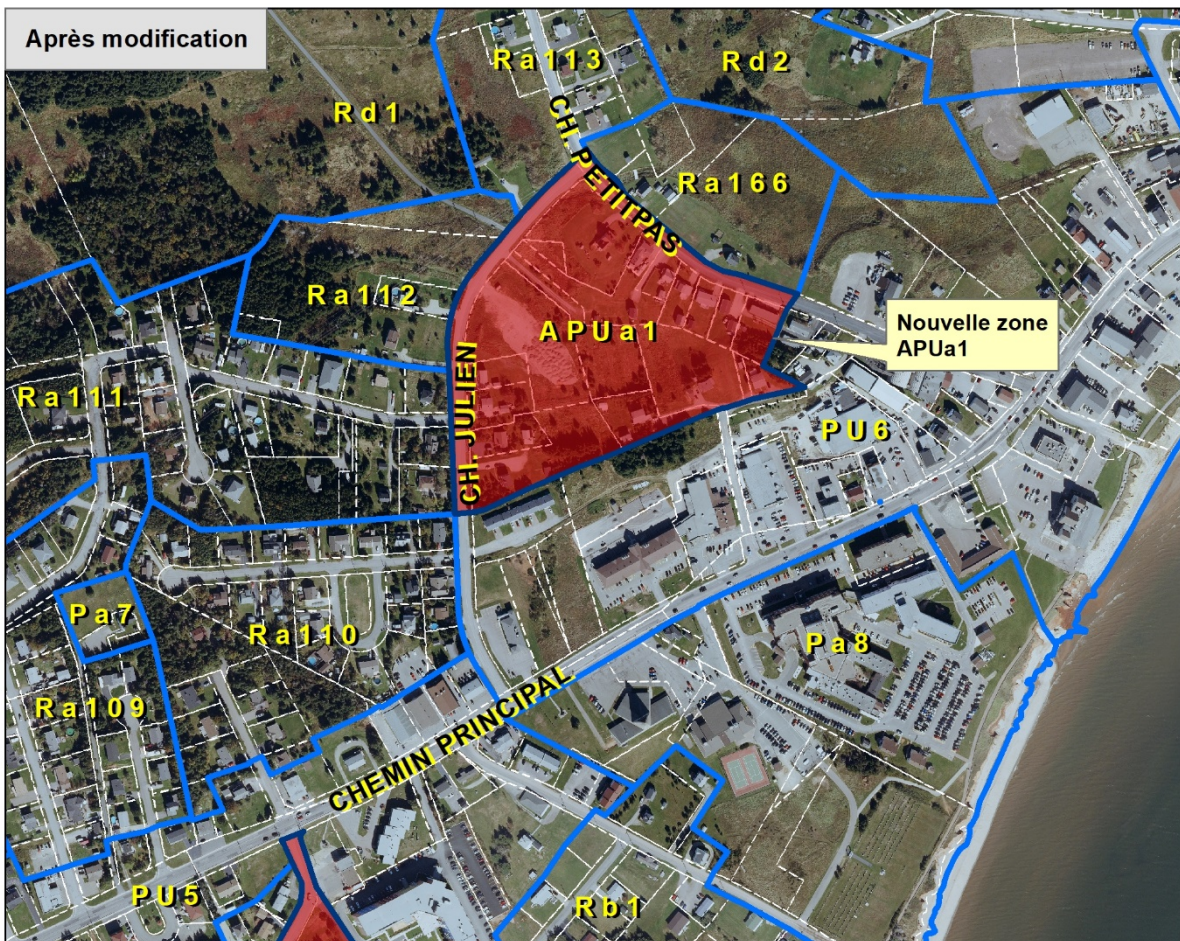 Après modification
Ra113
Rd2
Rd1
CH. PETITPAS
Ra166
Ra112
APUa1
Nouvelle zone
APUa1
CH. JULIEN
Ra111
PU6
Pa7
Ra110
Pa8
Ra109
CHEMIN PRINCIPAL
PU5
Rb1